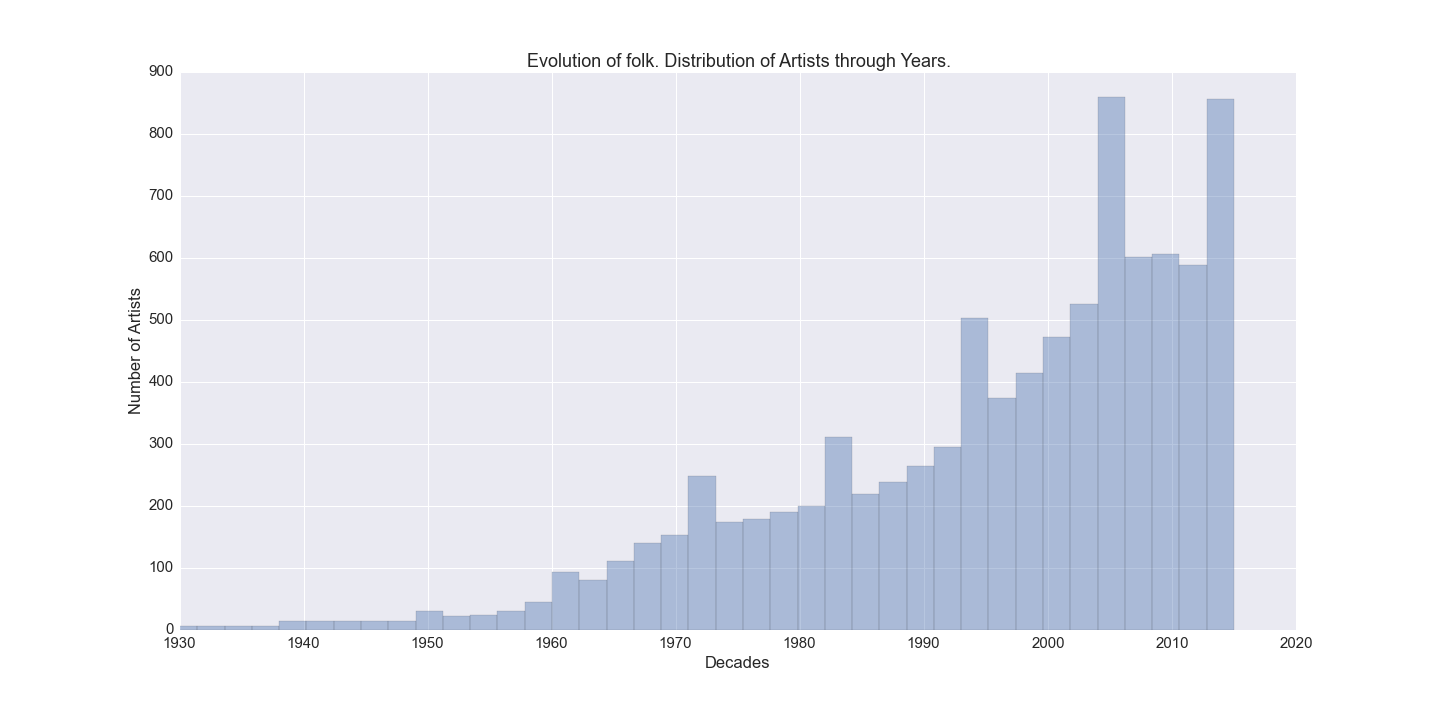 Evolution of folk. Distribution of Artists through Years.
900
800
700
600
500
400
300
200
100
0
Number of Artists
1930 1940 1950 1960 1970 1980 1990 2000 2010 2020
Decades